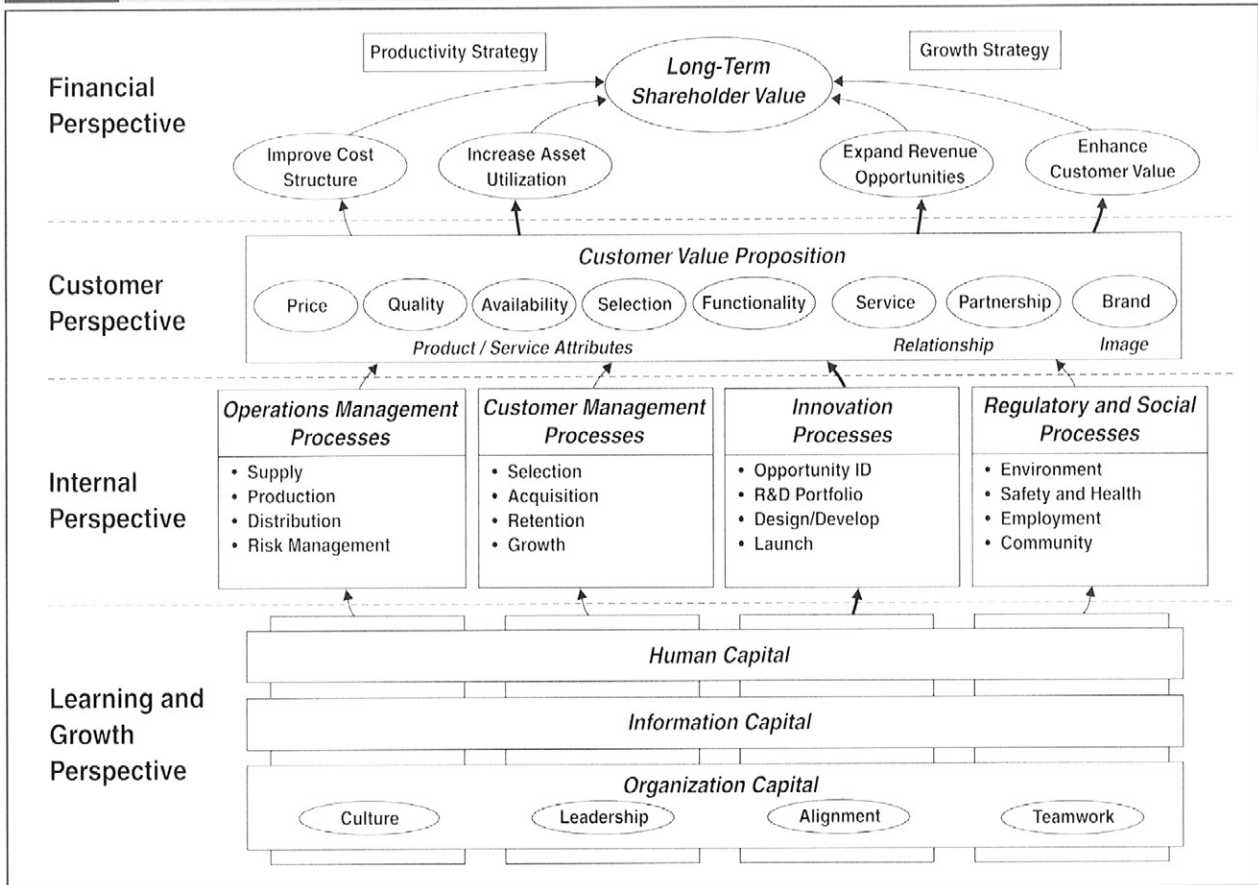 Financial
Perspective
Productivity Strategy
Long-Term
Shareholder Value
Growth Strategy
Improve Cost
Structure
Increase Asset
Utilization
Expand Revenue
Opportunities
Enhance
Customer Value
Customer
Perspective
Customer Value Proposition
Price
Quality
Availability
Selection
Functionality
Service
Partnership
Brand
Product / Service Attributes
Relationship
Image
Internal
Perspective
Operations Management
Processes
• Supply
• Production
• Distribution
• Risk Management
Customer Management
Processes
• Selection
• Acquisition
• Retention
• Growth
Innovation
Processes
• Opportunity ID
• R&D Portfolio
• Design/Develop
• Launch
Regulatory and Social
Processes
• Environment
• Safety and Health
• Employment
• Community
Learning and
Growth
Perspective
Human Capital
Information Capital
Organization Capital
Culture
Leadership
Alignment
Teamwork